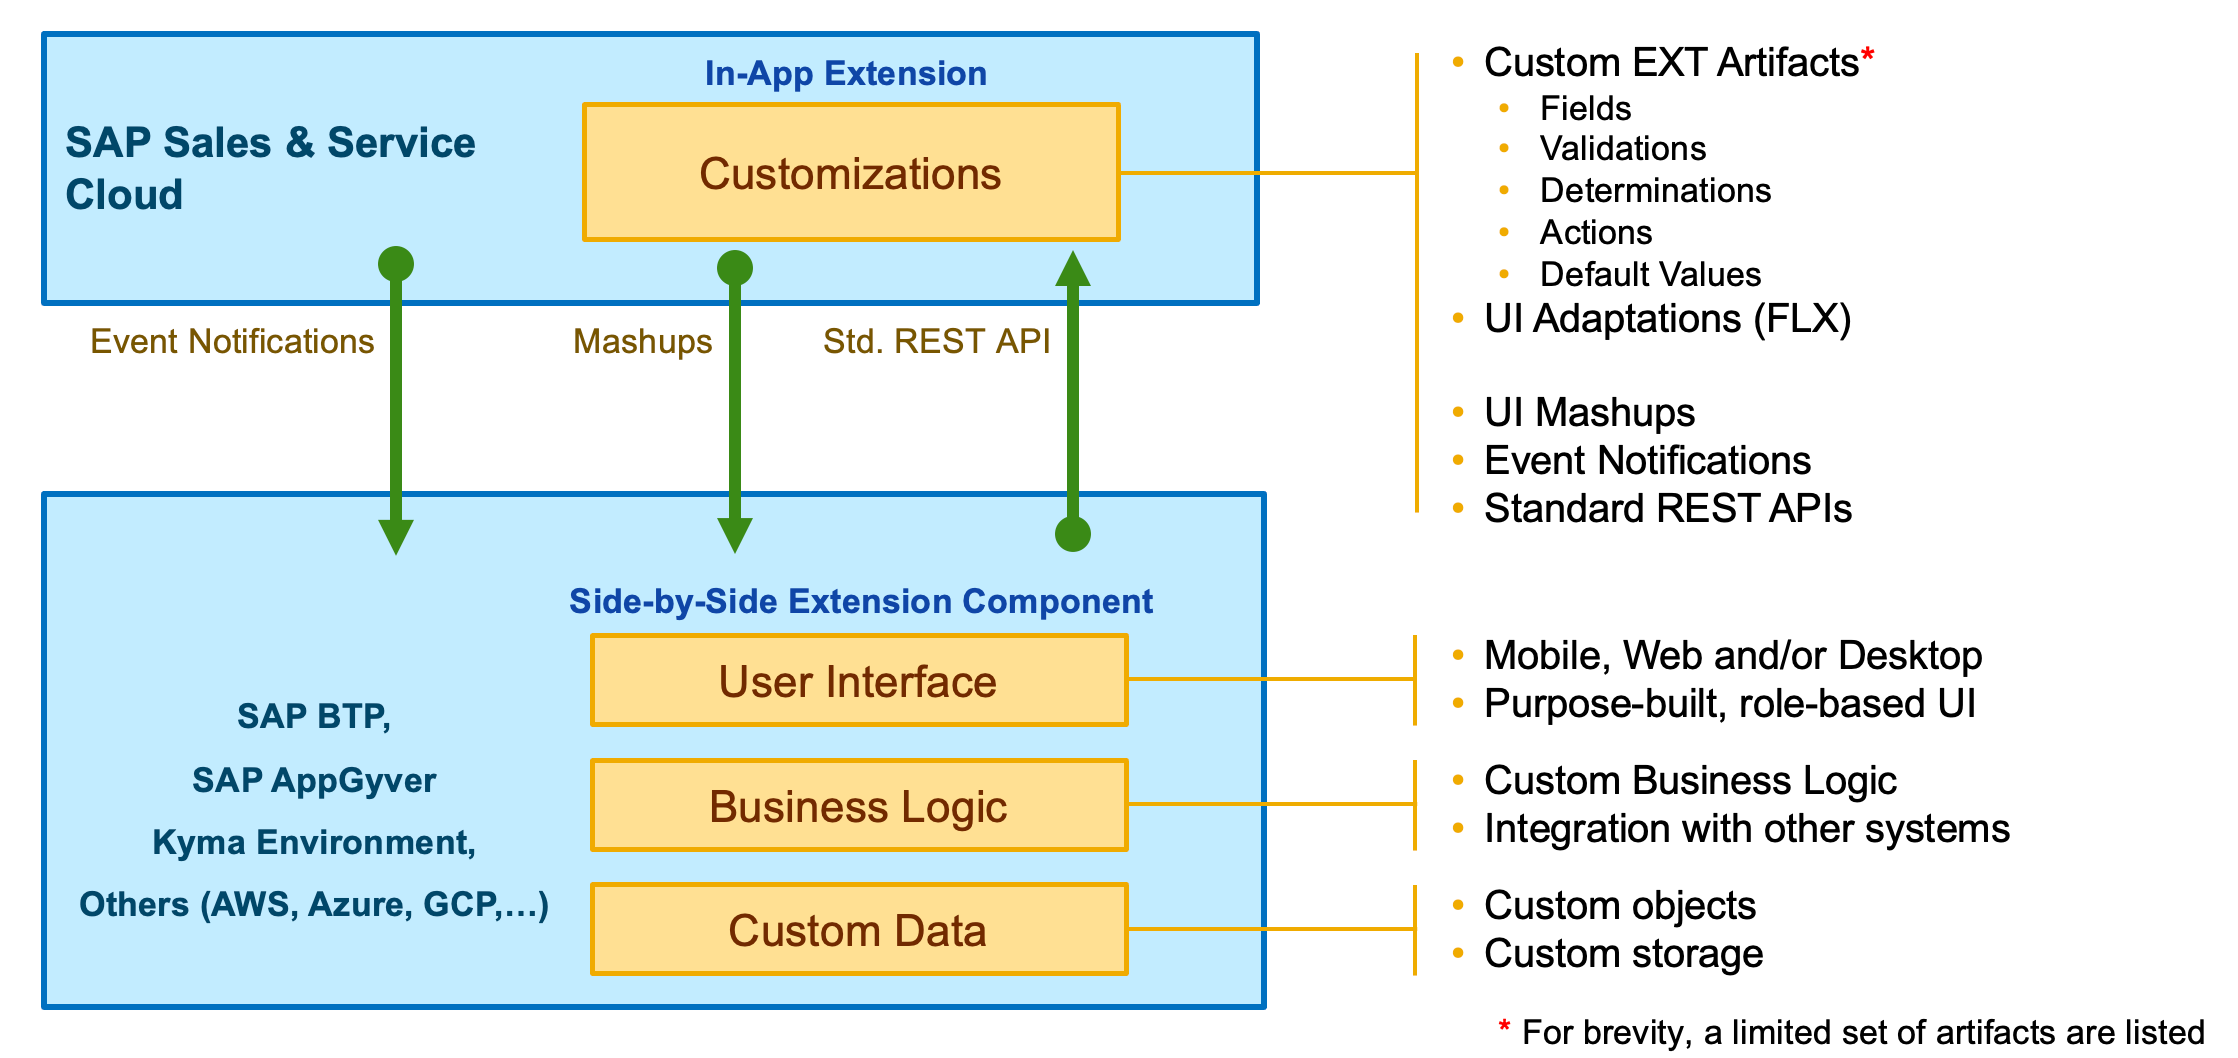 In-App Extension
SAP Sales & Service
Cloud
Customizations
Event Notifications
Mashups
Std. REST API
• Custom EXT Artifacts*
• Fields
• Validations
• Determinations
• Actions
• Default Values
• UI Adaptations (FLX)
• UI Mashups
• Event Notifications
• Standard REST APIs
Side-by-Side Extension Component
SAP BTP,
SAP AppGyver
Kyma Environment,
Others (AWS, Azure, GCP,...)
User Interface
• Mobile, Web and/or Desktop
• Purpose-built, role-based UI
Business Logic
• Custom Business Logic
• Integration with other systems
Custom Data
• Custom objects
• Custom storage
* For brevity, a limited set of artifacts are listed